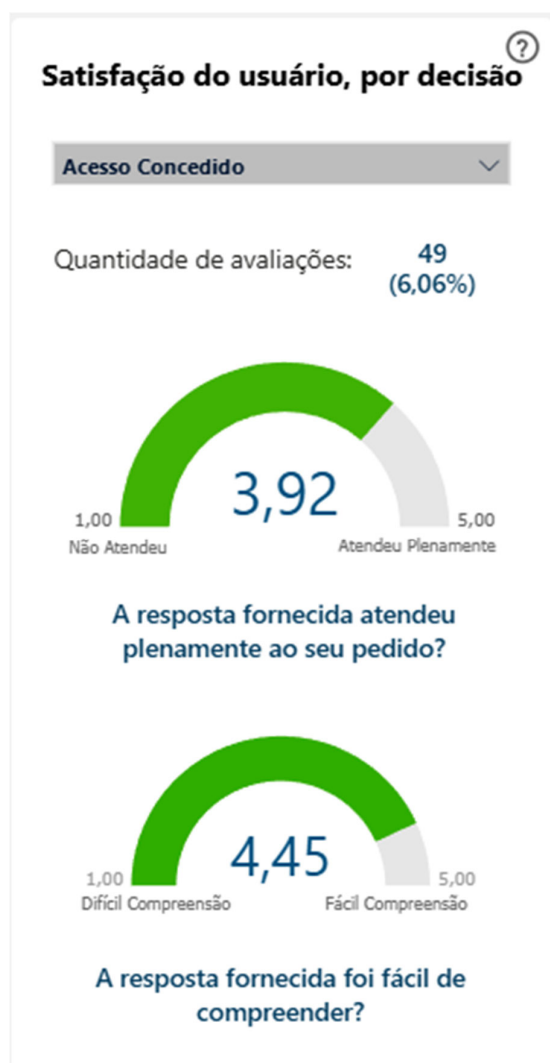 ?
Satisfação do usuário, por decisão
Acesso Concedido
Quantidade de avaliações: 49
(6,06%)
3,92
1,00 5,00
Não Atendeu Atendeu Plenamente
A resposta fornecida atendeu
plenamente ao seu pedido?
4,45
1,00 5,00
Difícil Compreensão Fácil Compreensão
A resposta fornecida foi fácil de
compreender?